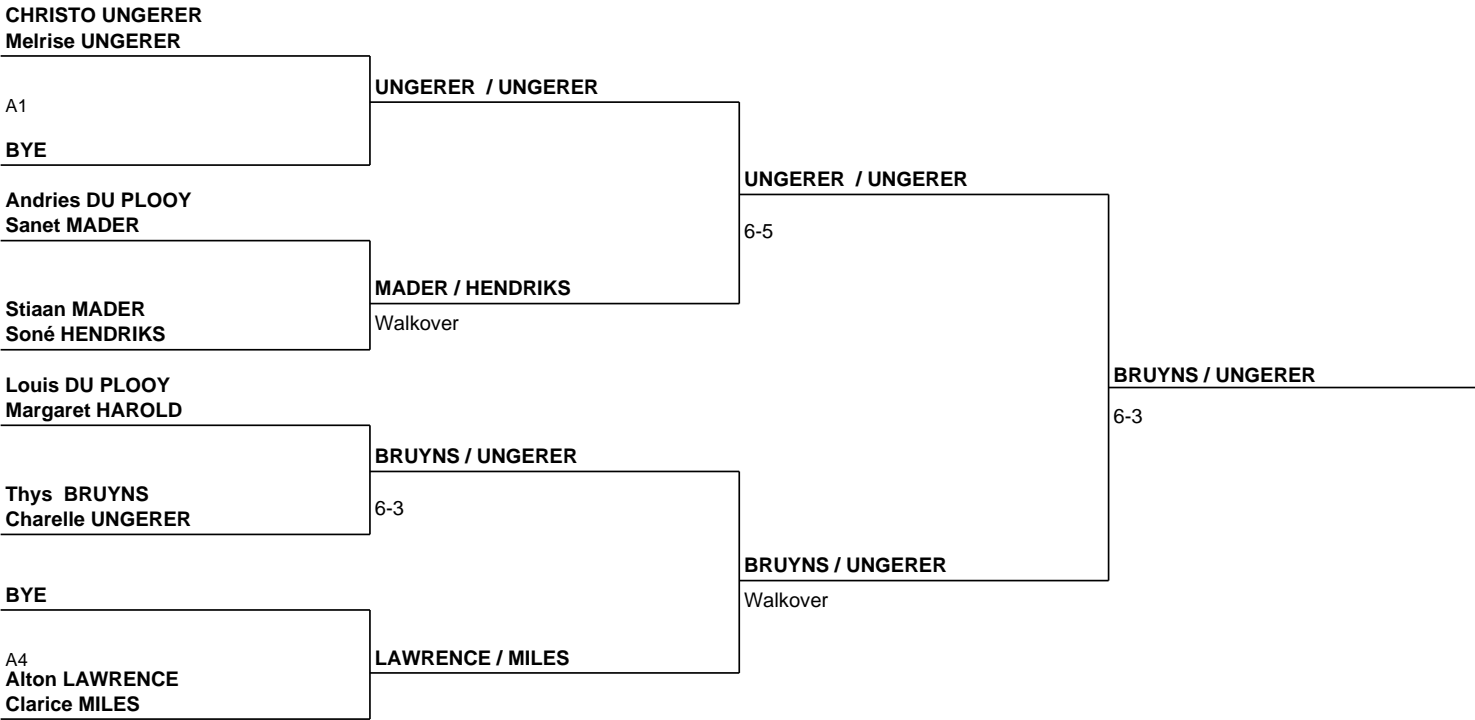 CHRISTO UNGERER
Melrise UNGERER
A1
BYE
UNGERER / UNGERER
Andries DU PLOOY
Sanet MADER
Stiaan MADER
Soné HENDRIKS
MADER / HENDRIKS
Walkover
UNGERER / UNGERER
6-5
Louis DU PLOOY
Margaret HAROLD
Thys BRUYNS
Charelle UNGERER
BRUYNS / UNGERER
6-3
BYE
A4
Alton LAWRENCE
Clarice MILES
LAWRENCE / MILES
BRUYNS / UNGERER
Walkover
BRUYNS / UNGERER
6-3